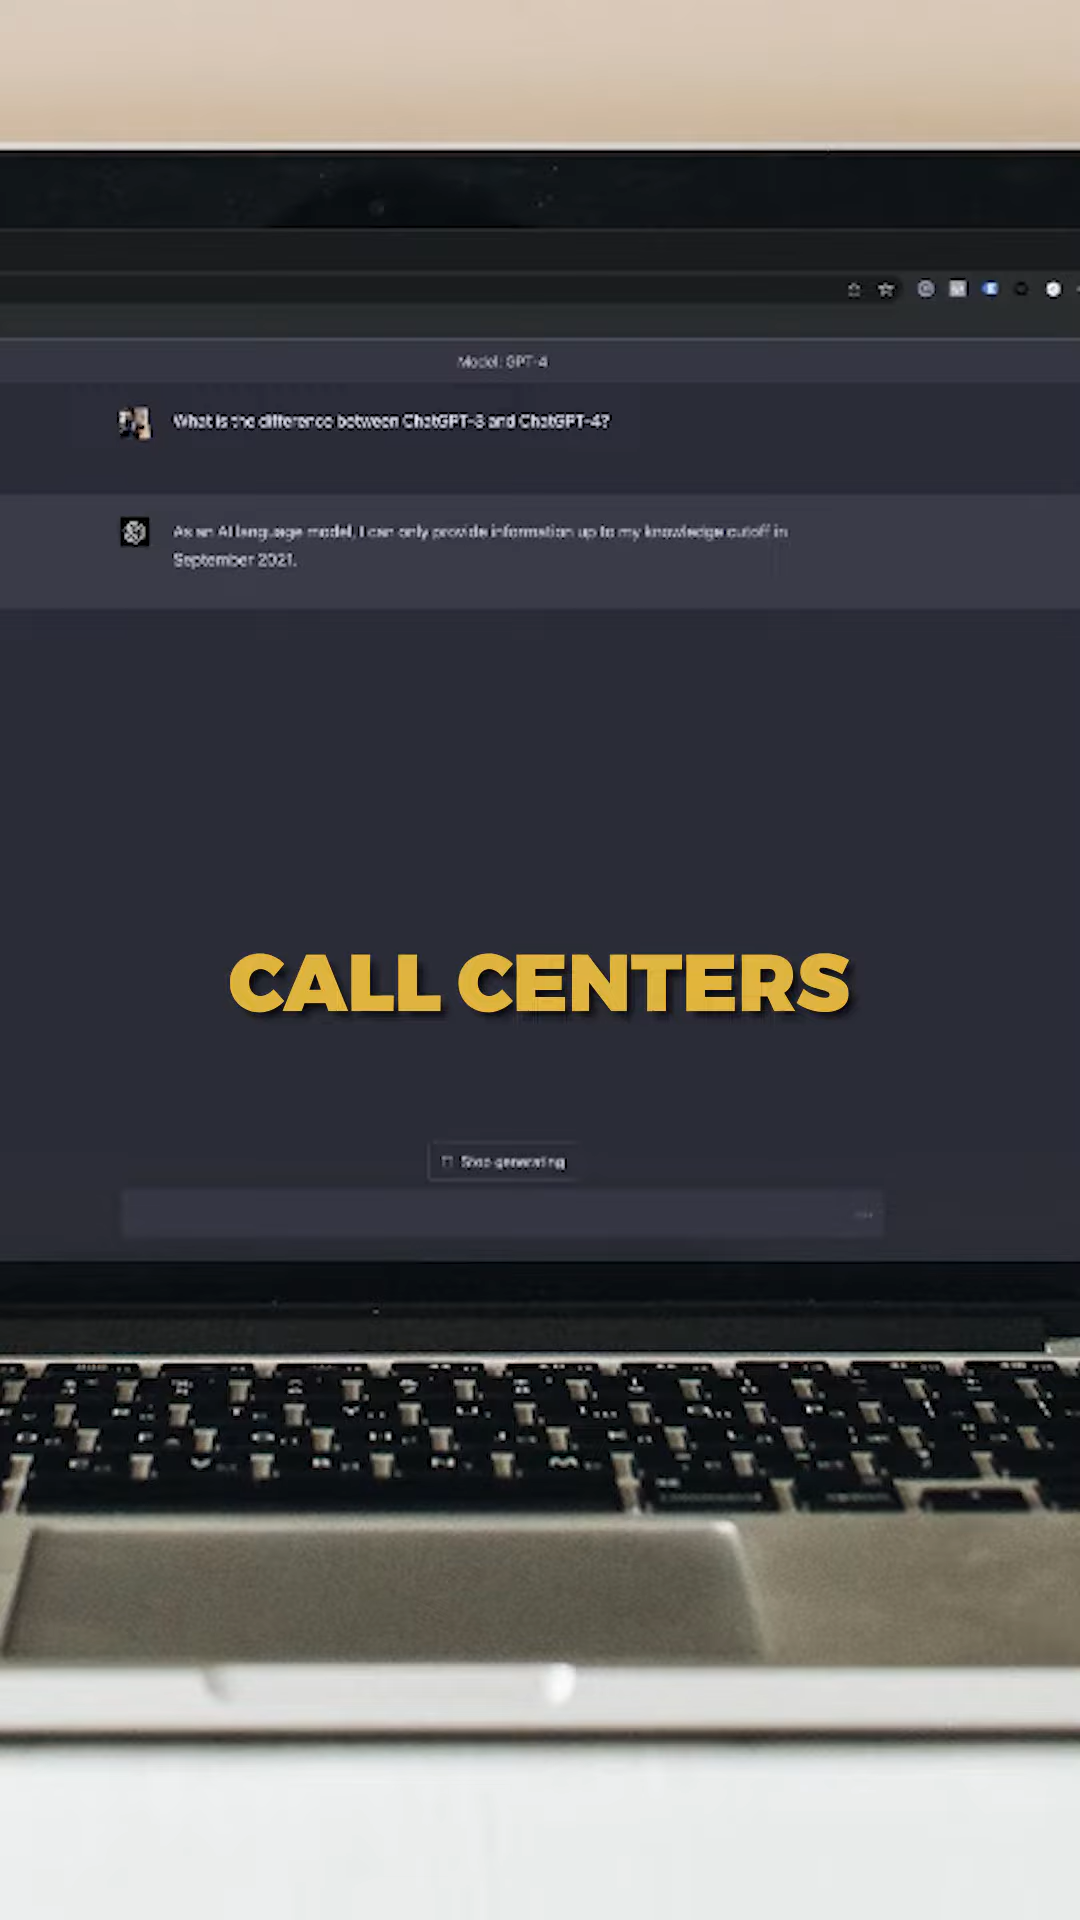 Model: GPT-4
What is the difference between ChatGPT-3 and ChatGPT-4?
As an AI language model, I can only provide information up to my knowledge cutoff in
September 2021.
CALL CENTERS
Stop generating